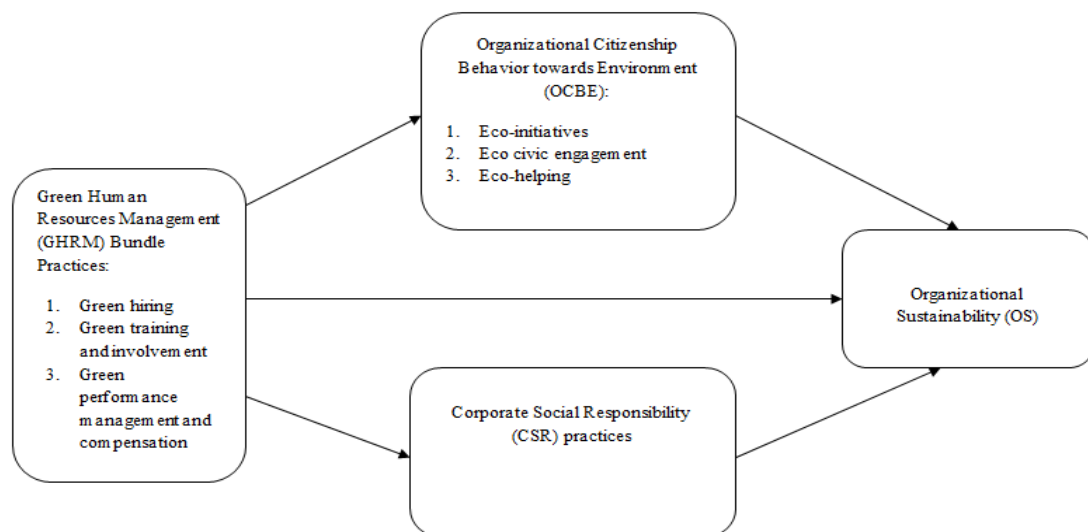 Organizational Citizenship
Behavior towards Environment
(OCBE):
1. Eco-initiatives
2. Eco civic engagement
3. Eco-helping
Green Human
Resources Management
(GHRM) Bundle
Practices:
1. Green hiring
2. Green training
and involvement
3. Green
performance
management and
compensation
Organizational
Sustainability (OS)
Corporate Social Responsibility
(CSR) practices